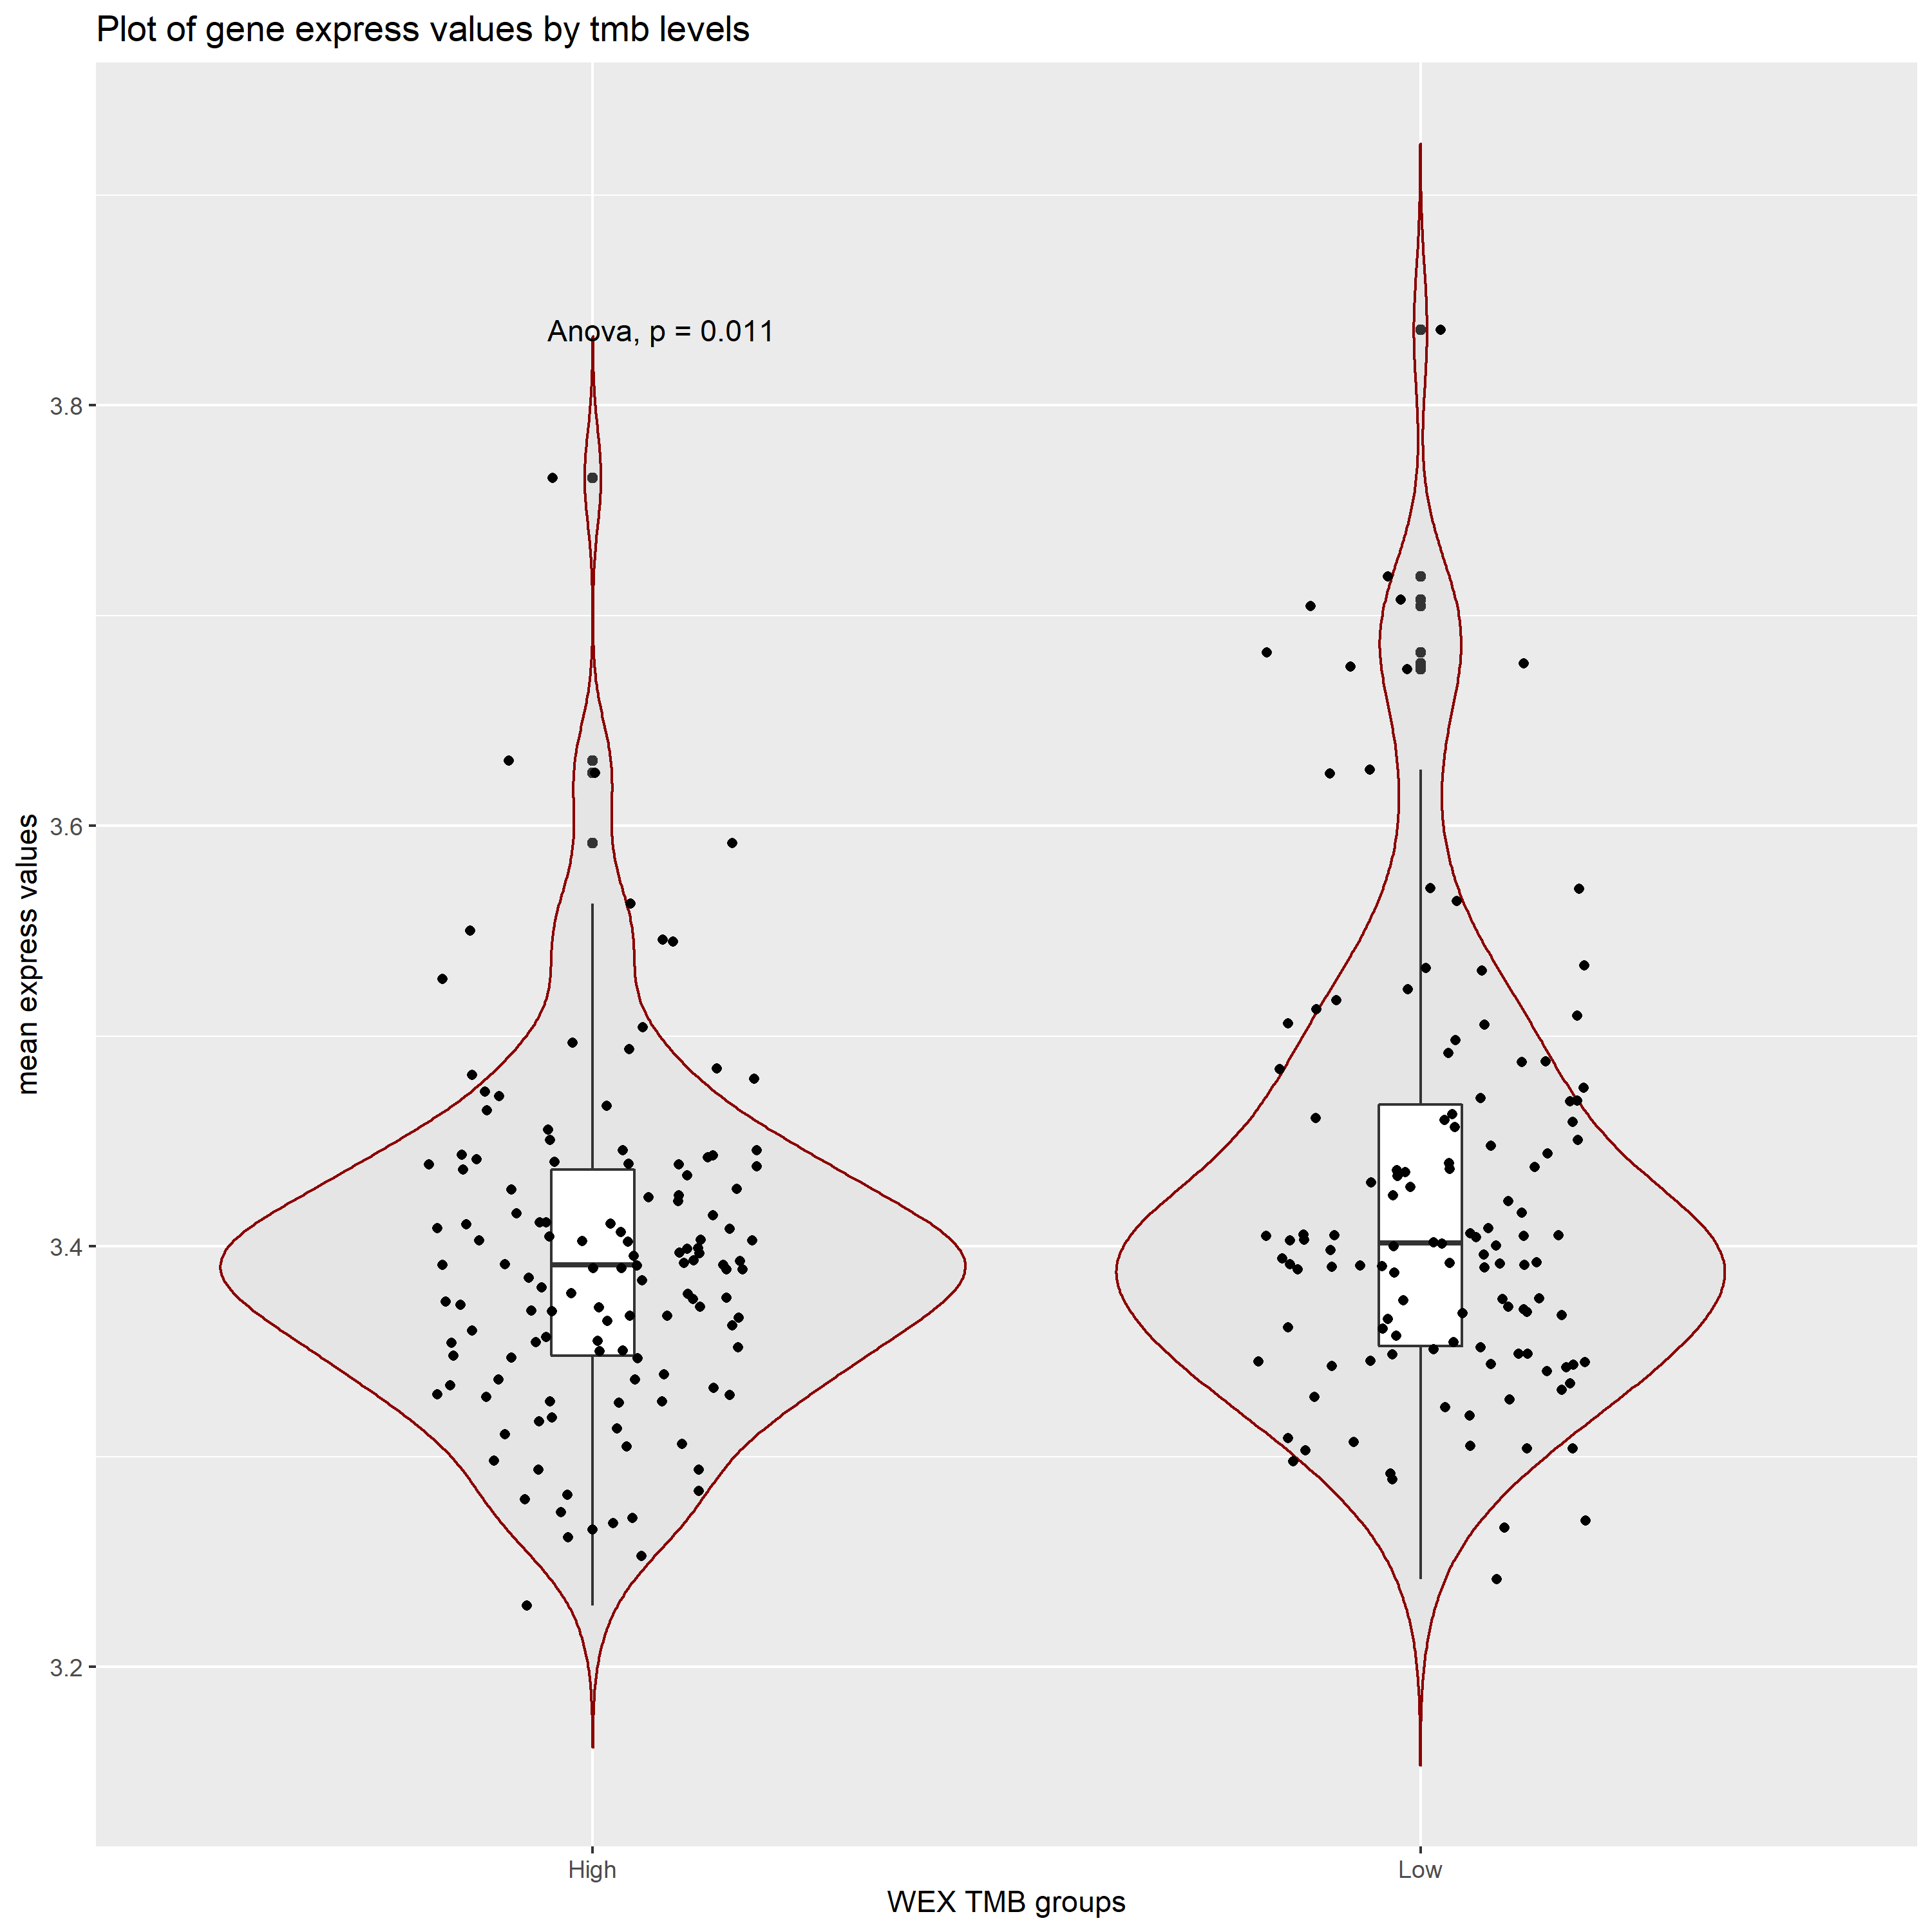 Plot of gene express values by tmb levels
Anova, p = 0.011
mean express values
3.8
3.6
3.4
3.2
High
Low
WEX TMB groups